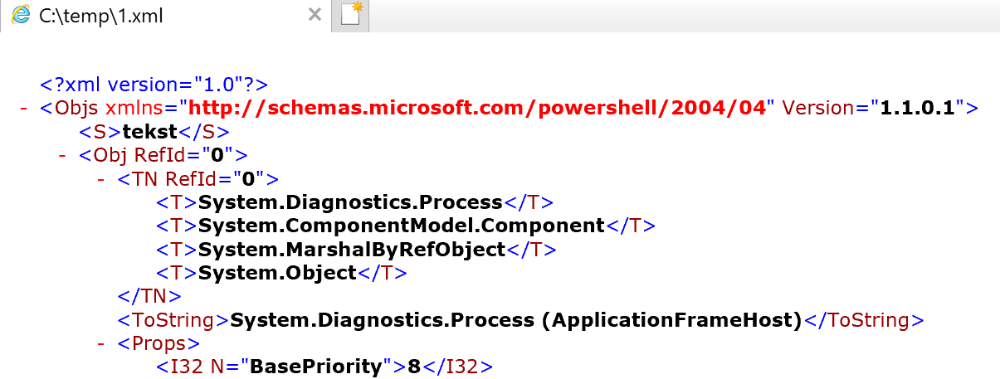 C:\temp\1.xml
<?xml version="1.0"?>
- <Objs xmlns="http://schemas.microsoft.com/powershell/2004/04" Version="1.1.0.1">
<S>tekst</S>
- <Obj RefId="0">
- <TN RefId="0">
<T>System.Diagnostics.Process</T>
<T>System.ComponentModel.Component</T>
<T>System.MarshalByRefObject</T>
<T>System.Object</T>
</TN>
<ToString>System.Diagnostics.Process (ApplicationFrameHost)</ToString>
- <Props>
<I32 N="BasePriority">8</I32>